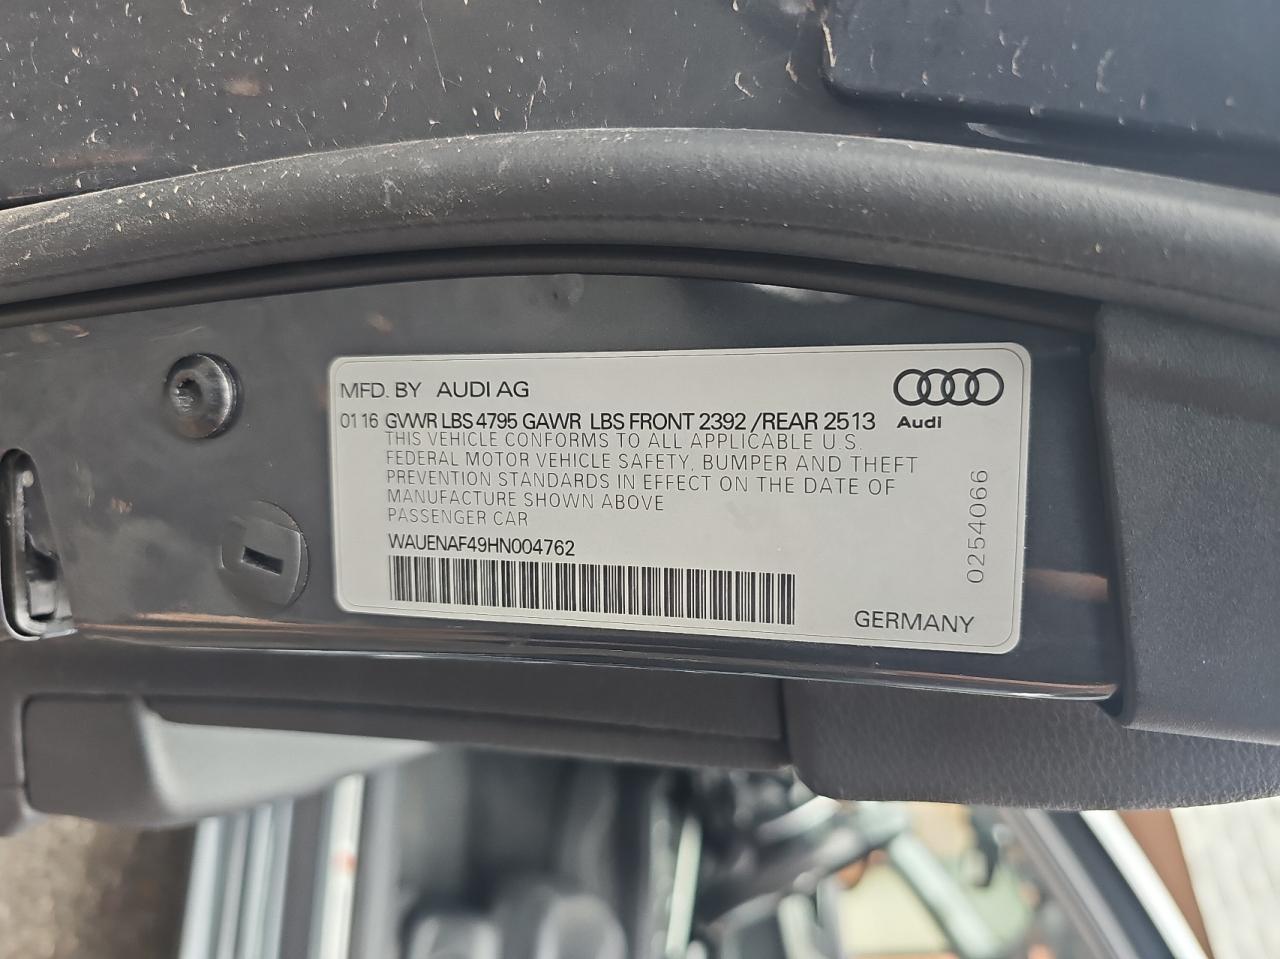 MFD. BY AUDI AG
01 16 GVWR LBS 4795 GAWR LBS FRONT 2392 /REAR 2513
Audi
THIS VEHICLE CONFORMS TO ALL APPLICABLE U.S.
FEDERAL MOTOR VEHICLE SAFETY, BUMPER AND THEFT
PREVENTION STANDARDS IN EFFECT ON THE DATE OF
MANUFACTURE SHOWN ABOVE
PASSENGER CAR
WAUENAF49HN004762
GERMANY
0254066